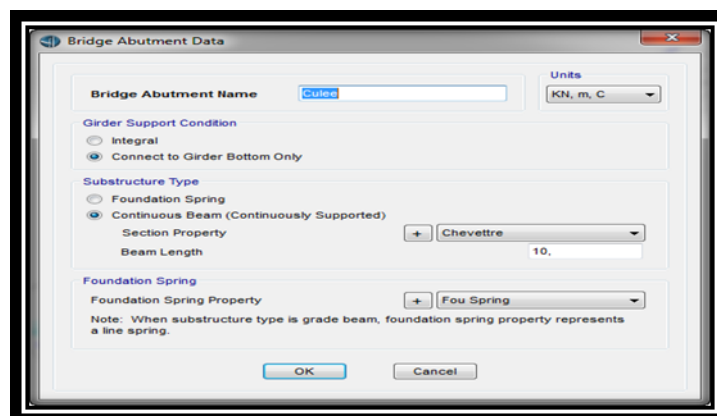 Bridge Abutment Data
Units
Bridge Abutment Name Culee KN, m, C
Girder Support Condition
Integral
Connect to Girder Bottom Only
Substructure Type
Foundation Spring
Continuous Beam (Continuously Supported)
Section Property + Chevettre
Beam Length 10,
Foundation Spring
Foundation Spring Property + Fou Spring
Note: When substructure type is grade beam, foundation spring property represents
a line spring.
OK Cancel